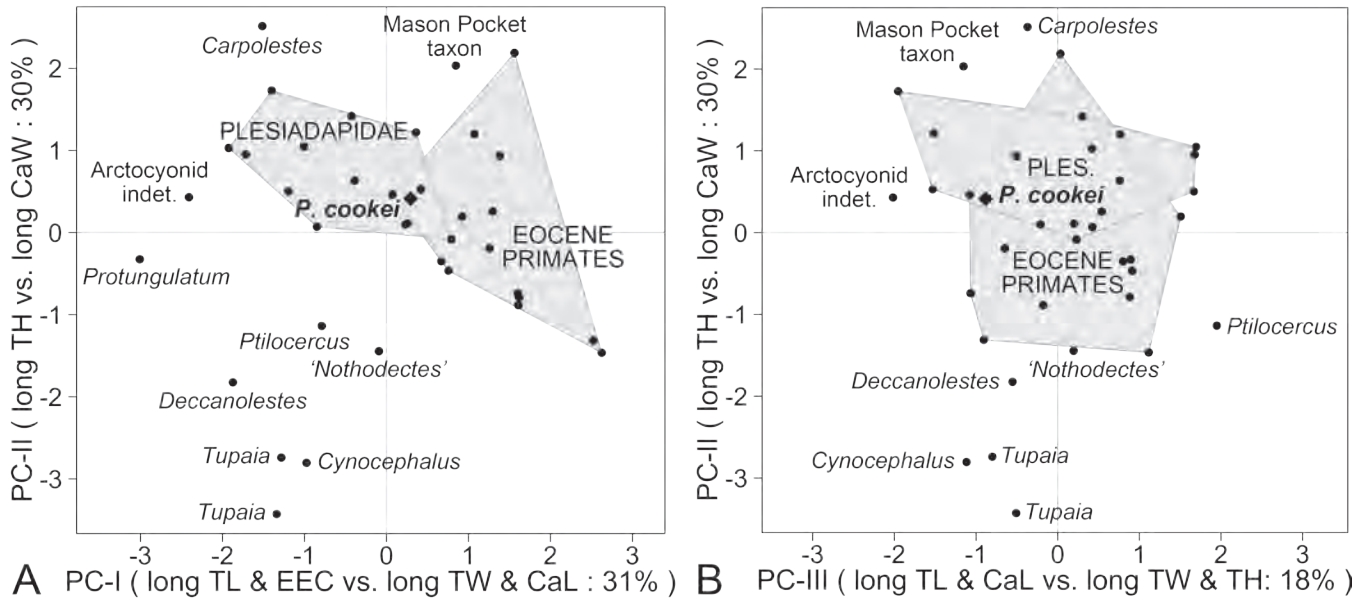 PC-II ( long TH vs. long CaW : 30% )
2
1
0
-1
-2
-3
Carpolestes
Mason Pocket
taxon
PLESIADAPIDAE
Arctocyonid
indet.
P. cookei
EOCENE
PRIMATES
Protungulatum
Ptilocercus
‘Nothodectes’
Deccanolestes
Tupaia
Cynocephalus
Tupaia
-3
-2
-1
0
1
2
3
A
PC-I ( long TL & EEC vs. long TW & CaL : 31% )
PC-II ( long TH vs. long CaW : 30% )
2
1
0
-1
-2
-3
Carpolestes
Mason Pocket
taxon
Arctocyonid
indet.
PLES.
P. cookei
EOCENE
PRIMATES
Ptilocercus
‘Nothodectes’
Deccanolestes
Cynocephalus
Tupaia
Tupaia
-3
-2
-1
0
1
2
3
B
PC-III ( long TL & CaL vs. long TW & TH: 18% )